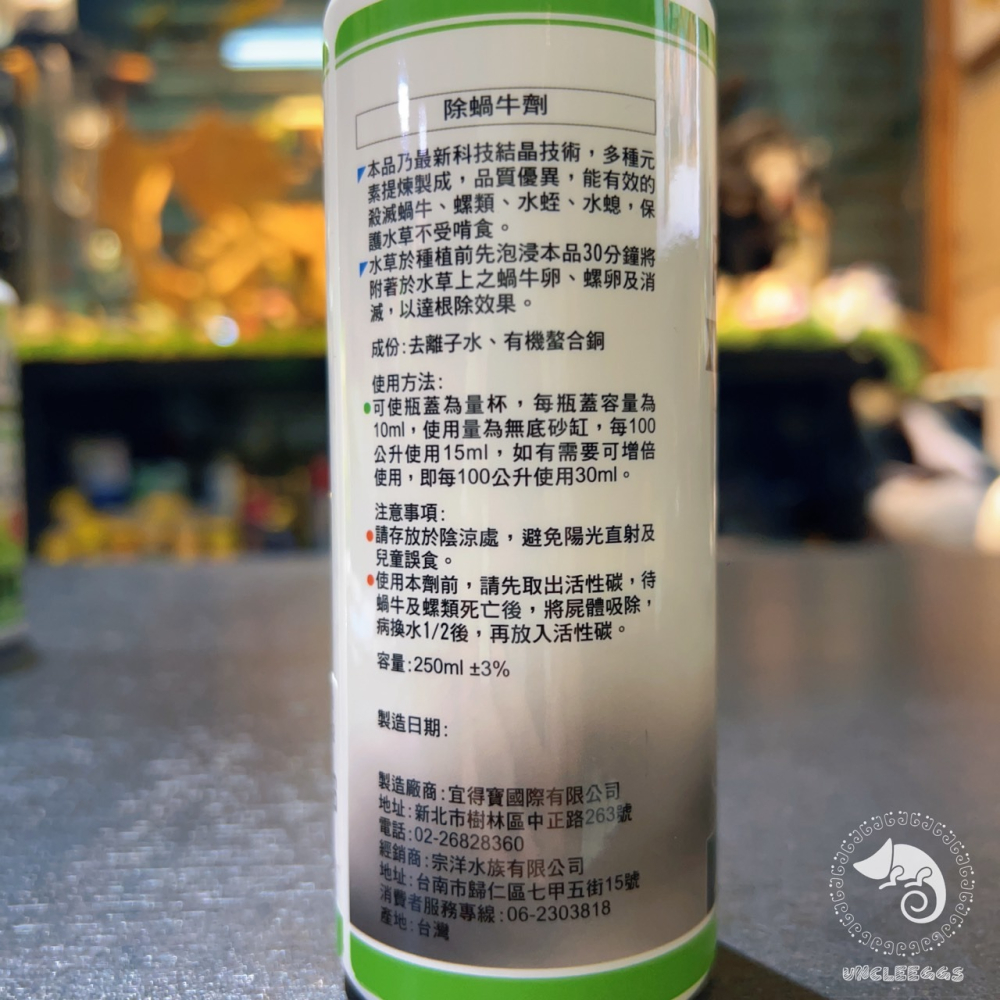 除蝸牛劑
本品乃最新科技結晶技術，多種元
素提煉製成，品質優異，能有效的
殺滅蝸牛、螺類、水蛭、水螅，保
護水草不受啃食。
水草於種植前先泡浸本品30分鐘將
附著於水草上之蝸牛卵、螺卵及消
滅，以達根除效果。
成份:去離子水、有機螯合銅
使用方法:
可使瓶蓋為量杯，每瓶蓋容量為
10ml，使用量為無底砂缸，每100
公升使用15ml，如有需要可增倍
使用，即每100公升使用30ml。
注意事項:
請存放於陰涼處，避免陽光直射及
兒童誤食。
使用本劑前，請先取出活性碳，待
蝸牛及螺類死亡後，將屍體吸除，
病換水1/2後，再放入活性碳。
容量:250ml ±3%
製造日期:
製造廠商:宜得寶國際有限公司
地址:新北市樹林區中正路263號
電話:02-26828360
經銷商:宗洋水族有限公司
地址:台南市歸仁區七甲五街15號
消費者服務專線:06-2303818
產地:台灣
UNCLEEGGS